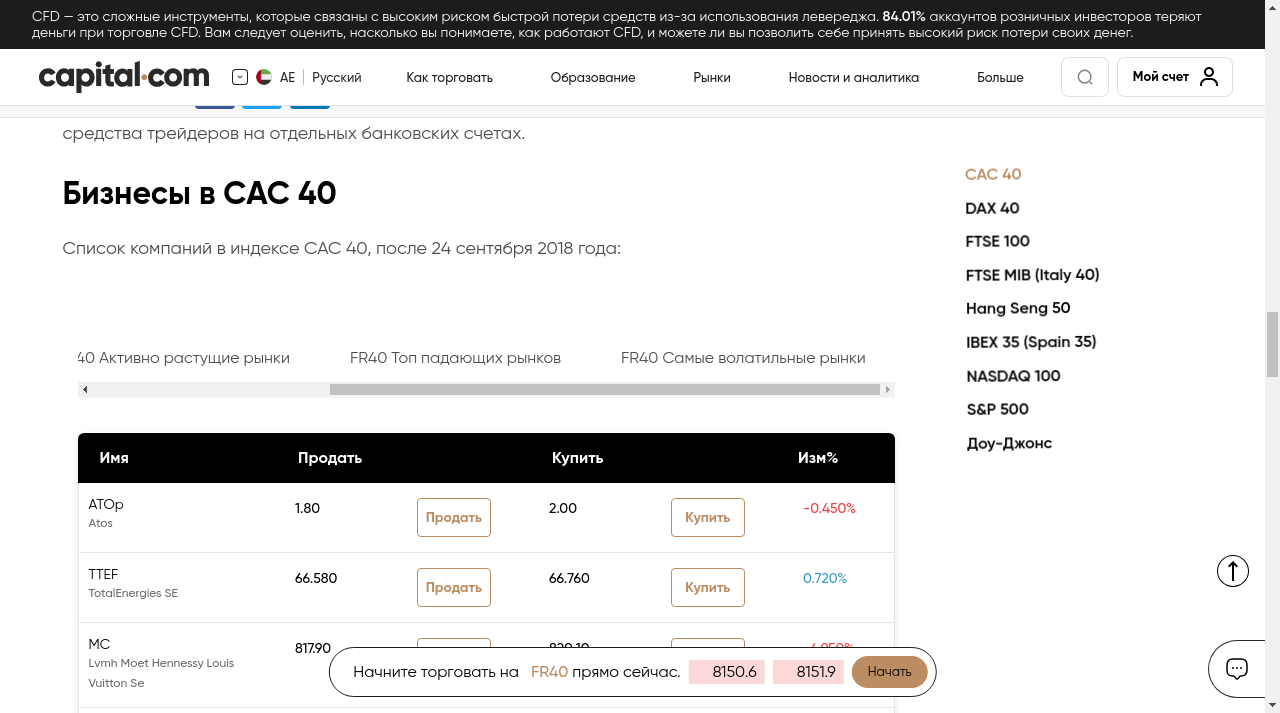 CFD — это сложные инструменты, которые связаны с высоким риском быстрой потери средств из-за использования левереджа. 84.01% аккаунтов розничных инвесторов теряют
деньги при торговле CFD. Вам следует оценить, насколько вы понимаете, как работают CFD, и можете ли вы позволить себе принять высокий риск потери своих денег.
capital.com AE Русский Как торговать Образование Рынки Новости и аналитика Больше Мой счет
средства трейдеров на отдельных банковских счетах.
Бизнесы в CAC 40
Список компаний в индексе CAC 40, после 24 сентября 2018 года:
40 Активно растущие рынки FR40 Топ падающих рынков FR40 Самые волатильные рынки
Имя Продать Купить Изм%
ATOp 1.80 Продать 2.00 Купить -0.450%
Atos
TTEF 66.580 Продать 66.760 Купить 0.720%
TotalEnergies SE
MC 817.90
Lvmh Moet Hennessy Louis
Vuitton Se
CAC 40
DAX 40
FTSE 100
FTSE MIB (Italy 40)
Hang Seng 50
IBEX 35 (Spain 35)
NASDAQ 100
S&P 500
Доу-Джонс
Начните торговать на FR40 прямо сейчас. 8150.6 8151.9 Начать